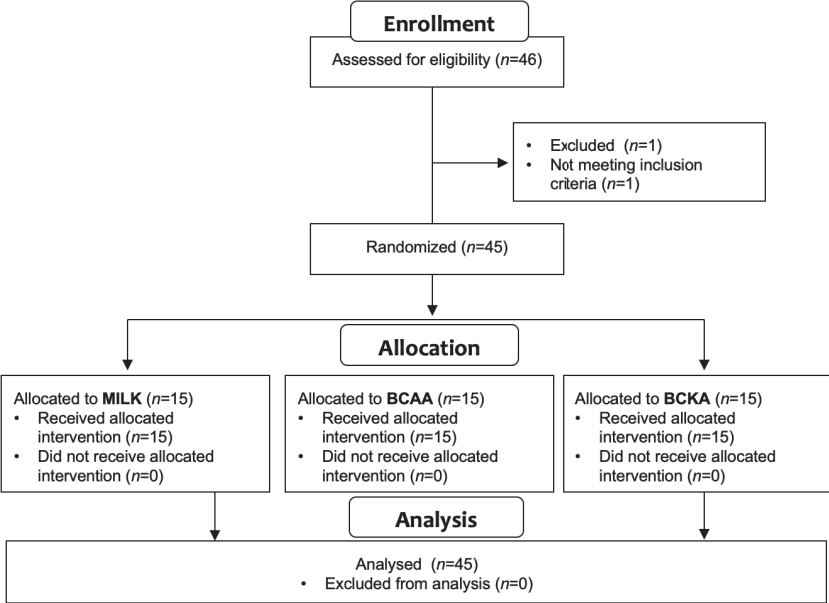 Enrollment
Assessed for eligibility (n=46)
• Excluded (n=1)
• Not meeting inclusion
criteria (n=1)
Randomized (n=45)
Allocation
Allocated to MILK (n=15)
• Received allocated
intervention (n=15)
• Did not receive allocated
intervention (n=0)
Allocated to BCAA (n=15)
• Received allocated
intervention (n=15)
• Did not receive allocated
intervention (n=0)
Allocated to BCKA (n=15)
• Received allocated
intervention (n=15)
• Did not receive allocated
intervention (n=0)
Analysis
Analysed (n=45)
• Excluded from analysis (n=0)